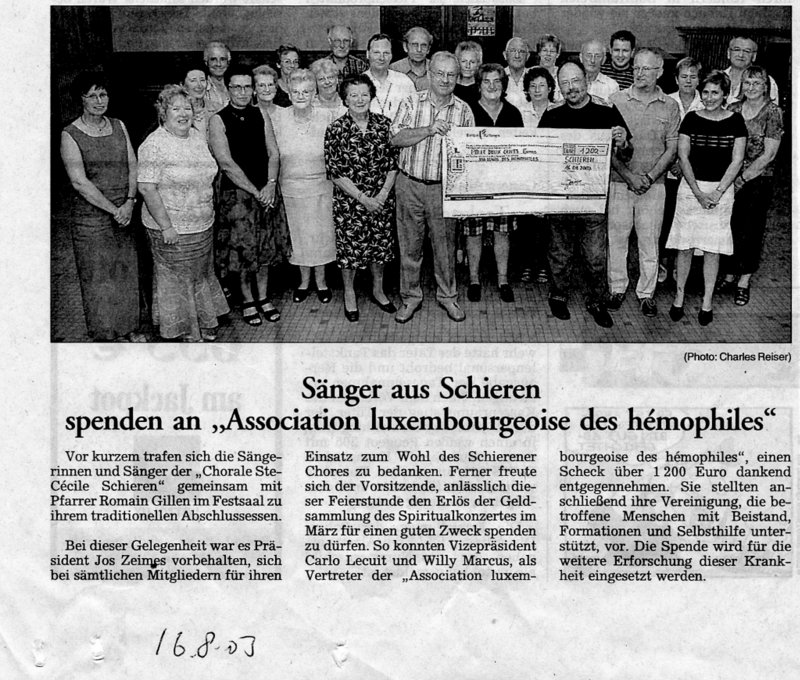 MILLE DEUX CENTS Euros
1.200.-
SCHIEREN
(Photo: Charles Reiser)
Sänger aus Schieren
spenden an „Association luxembourgeoise des hémophiles“
Vor kurzem trafen sich die Sänge-
rinnen und Sänger der „Chorale Ste-
Cécile Schieren“ gemeinsam mit
Pfarrer Romain Gillen im Festsaal zu
ihrem traditionellen Abschlussessen.
Bei dieser Gelegenheit war es Prä-
sident Jos Zeimes vorbehalten, sich
bei sämtlichen Mitgliedern für ihren
Einsatz zum Wohl des Schierener
Chores zu bedanken. Ferner freute
sich der Vorsitzende, anlässlich die-
ser Feierstunde den Erlös der Geld-
sammlung des Spiritualkonzertes im
März für einen guten Zweck spenden
zu dürfen. So konnten Vizepräsident
Carlo Lecuit und Willy Marcus, als
Vertreter der „Association luxem-
bourgeoise des hémophiles“, einen
Scheck über 1 200 Euro dankend
entgegennehmen. Sie stellten an-
schließend ihre Vereinigung, die be-
troffene Menschen mit Beistand,
Formationen und Selbsthilfe unter-
stützt, vor. Die Spende wird für die
weitere Erforschung dieser Krank-
heit eingesetzt werden.
16.8.03